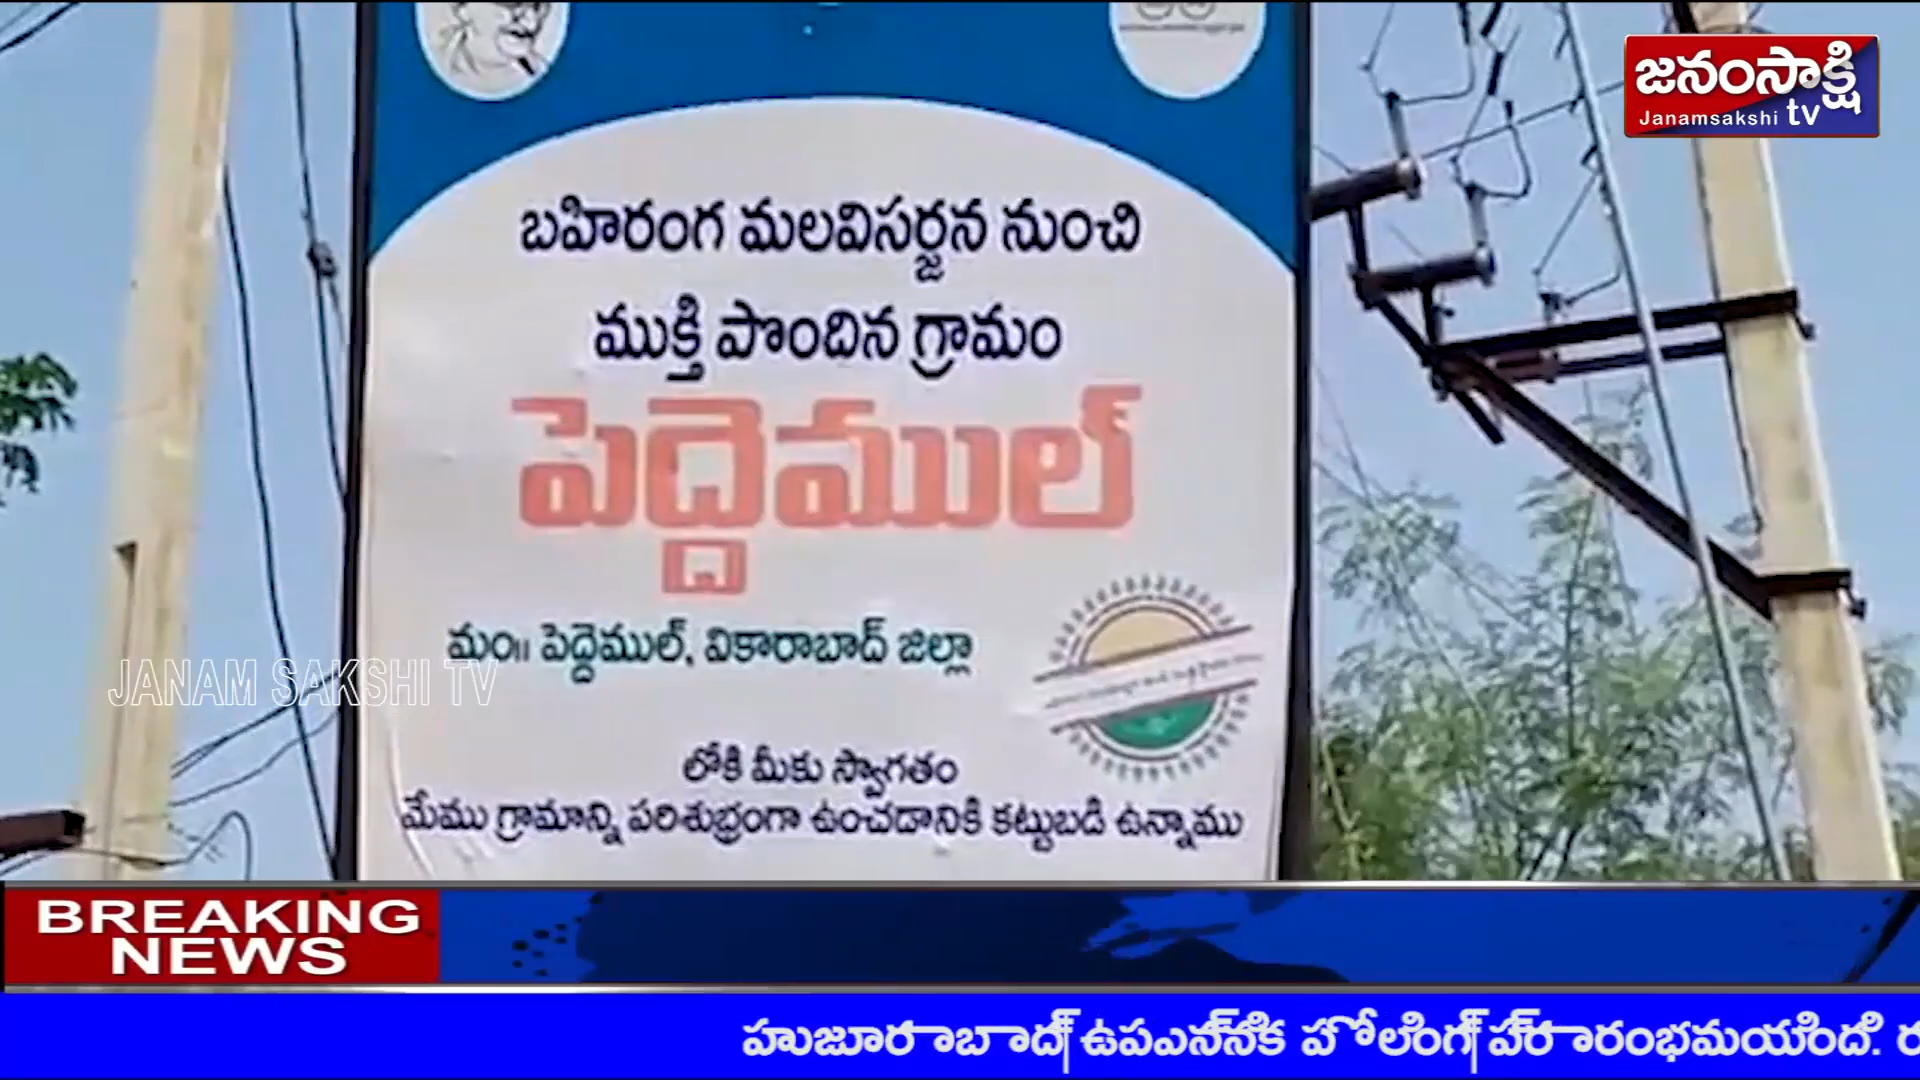 జనంసాక్షి
Janamsakshi tv
బహిరంగ మలవిసర్జన నుంచి
ముక్తి పొందిన గ్రామం
పెద్దెముల్
మం॥ పెద్దెముల్, వికారాబాద్ జిల్లా
JANAM SAKSHI TV
లోకి మీకు స్వాగతం
మేము గ్రామాన్ని పరిశుభ్రంగా ఉంచడానికి కట్టుబడి ఉన్నాము
BREAKING
NEWS
హుజూరాబాద్ ఉపఎన్నిక పోలింగ్ ప్రారంభమయింది.